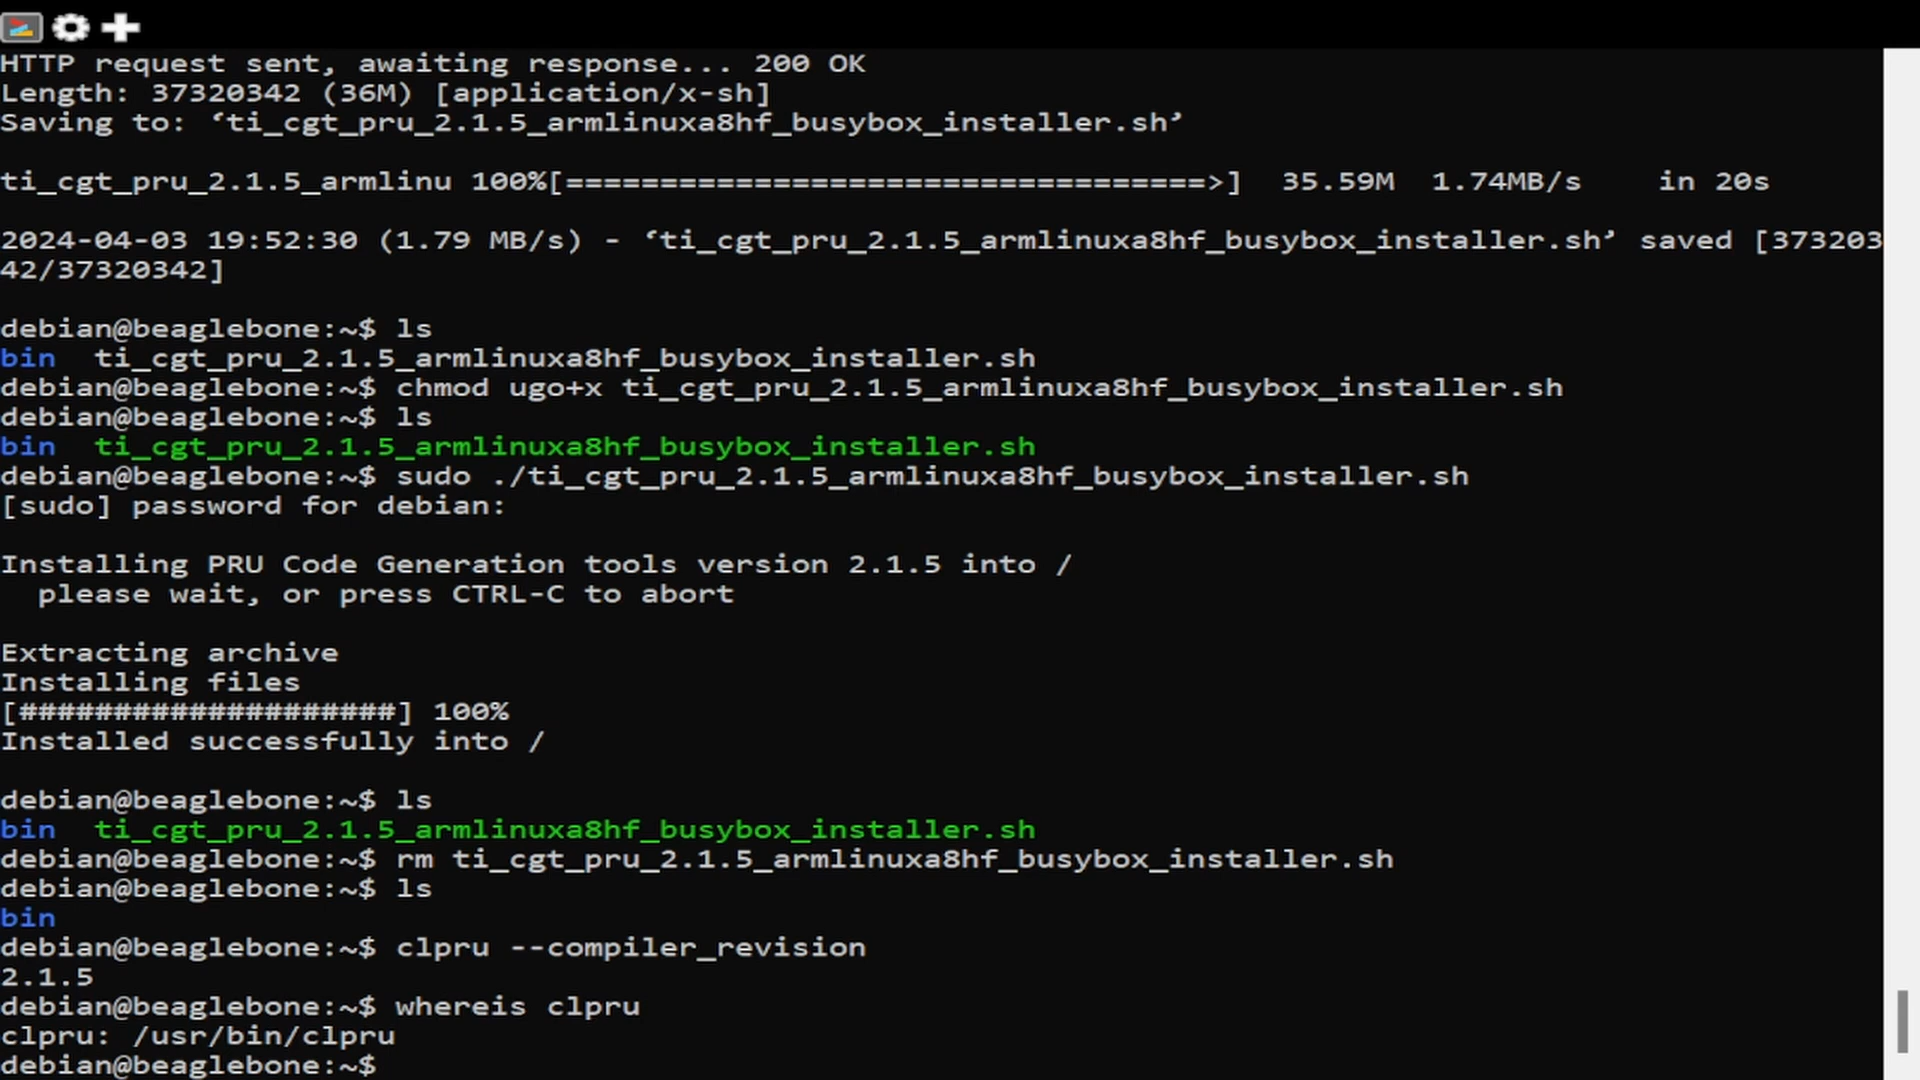 HTTP request sent, awaiting response... 200 OK
Length: 37320342 (36M) [application/x-sh]
Saving to: ‘ti_cgt_pru_2.1.5_armlinuxa8hf_busybox_installer.sh’
ti_cgt_pru_2.1.5_armlinu 100%[==================================>]  35.59M  1.74MB/s    in 20s
2024-04-03 19:52:30 (1.79 MB/s) - ‘ti_cgt_pru_2.1.5_armlinuxa8hf_busybox_installer.sh’ saved [373203
42/37320342]
debian@beaglebone:~$ ls
bin  ti_cgt_pru_2.1.5_armlinuxa8hf_busybox_installer.sh
debian@beaglebone:~$ chmod ugo+x ti_cgt_pru_2.1.5_armlinuxa8hf_busybox_installer.sh
debian@beaglebone:~$ ls
bin  ti_cgt_pru_2.1.5_armlinuxa8hf_busybox_installer.sh
debian@beaglebone:~$ sudo ./ti_cgt_pru_2.1.5_armlinuxa8hf_busybox_installer.sh
[sudo] password for debian:
Installing PRU Code Generation tools version 2.1.5 into /
  please wait, or press CTRL-C to abort
Extracting archive
Installing files
[####################] 100%
Installed successfully into /
debian@beaglebone:~$ ls
bin  ti_cgt_pru_2.1.5_armlinuxa8hf_busybox_installer.sh
debian@beaglebone:~$ rm ti_cgt_pru_2.1.5_armlinuxa8hf_busybox_installer.sh
debian@beaglebone:~$ ls
bin
debian@beaglebone:~$ clpru --compiler_revision
2.1.5
debian@beaglebone:~$ whereis clpru
clpru: /usr/bin/clpru
debian@beaglebone:~$